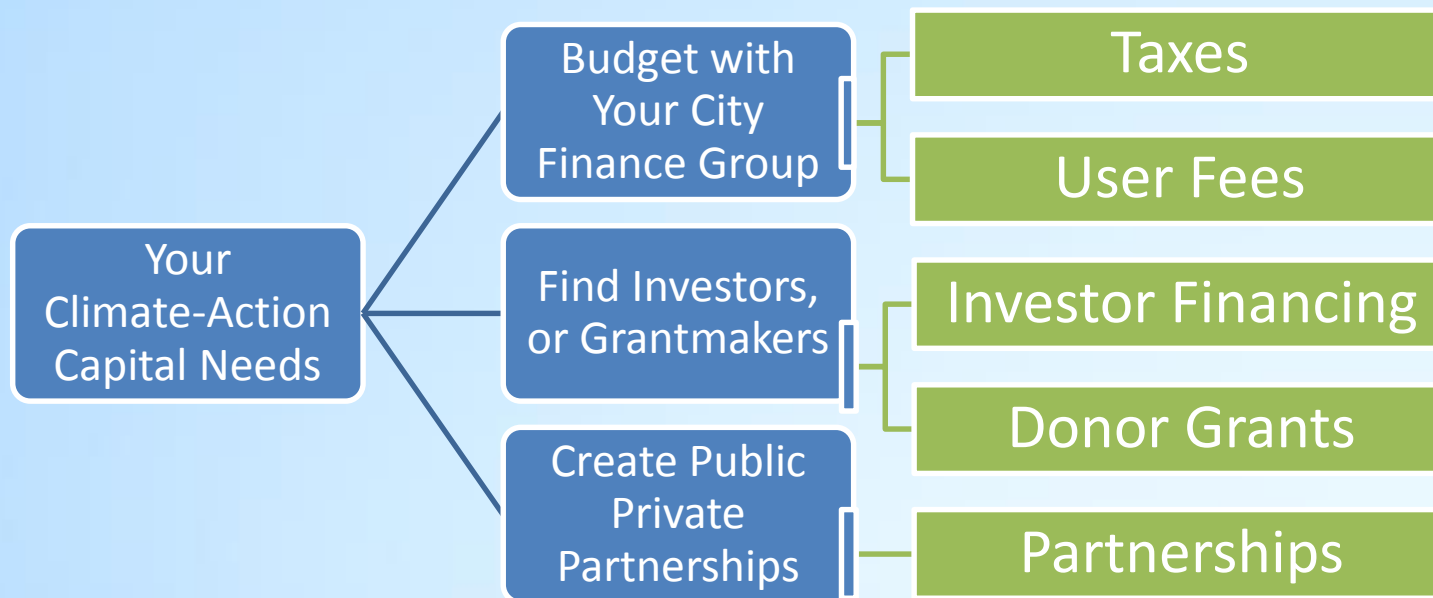 Your
Climate-Action
Capital Needs
Budget with
Your City
Finance Group
Taxes
User Fees
Find Investors,
or Grantmakers
Investor Financing
Donor Grants
Create Public
Private
Partnerships
Partnerships